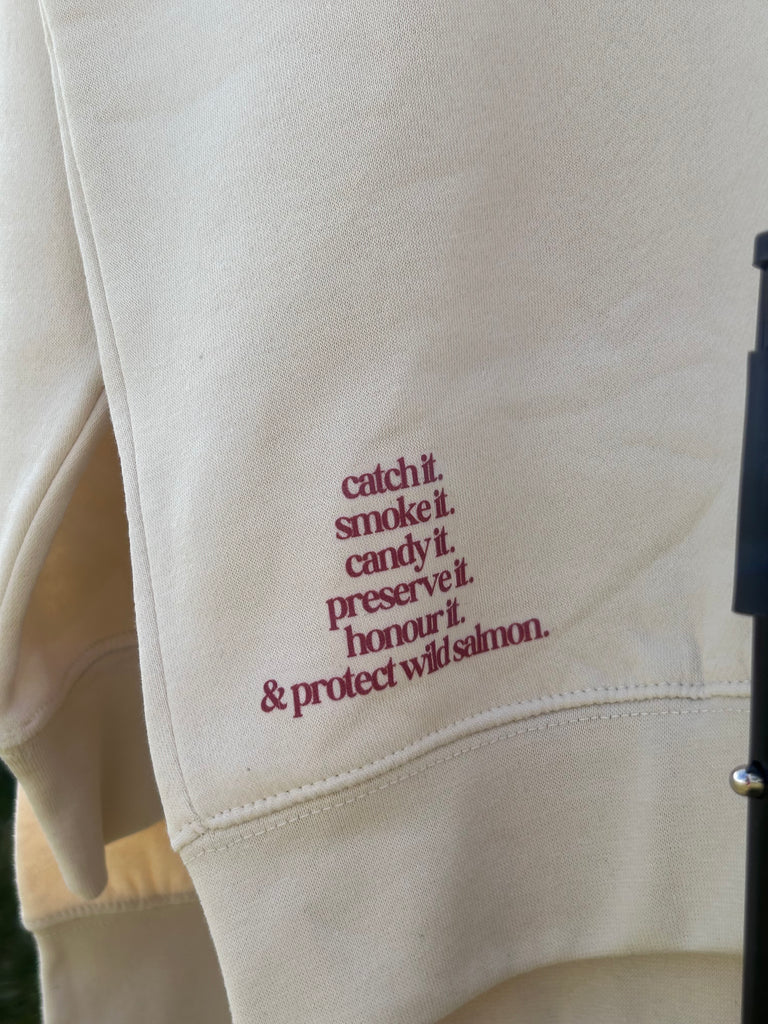 catch it.
smoke it.
candy it.
preserve it.
honour it.
& protect wild salmon.